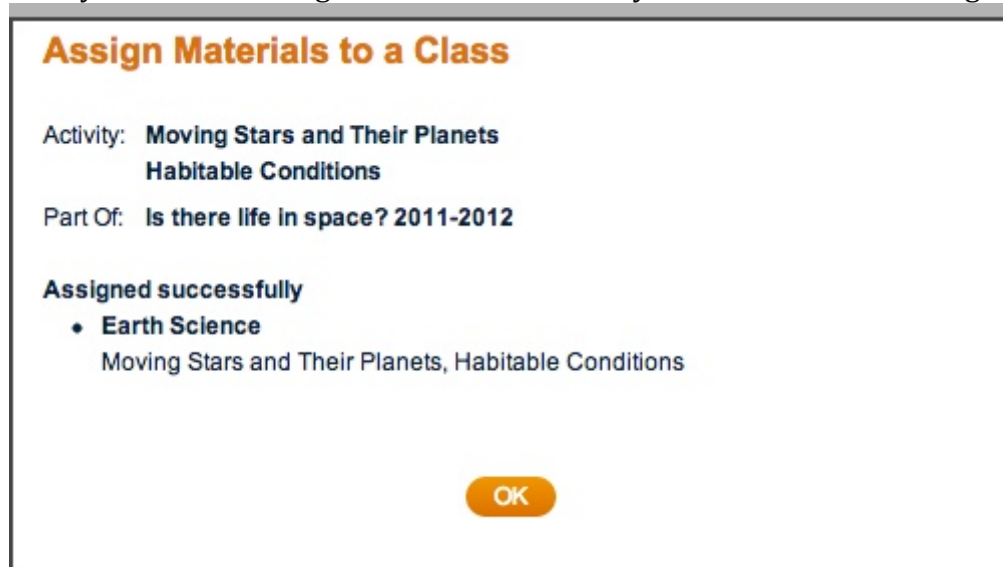 Assign Materials to a Class
Activity: Moving Stars and Their Planets
Habitable Conditions
Part Of: Is there life in space? 2011-2012
Assigned successfully
• Earth Science
Moving Stars and Their Planets, Habitable Conditions
OK